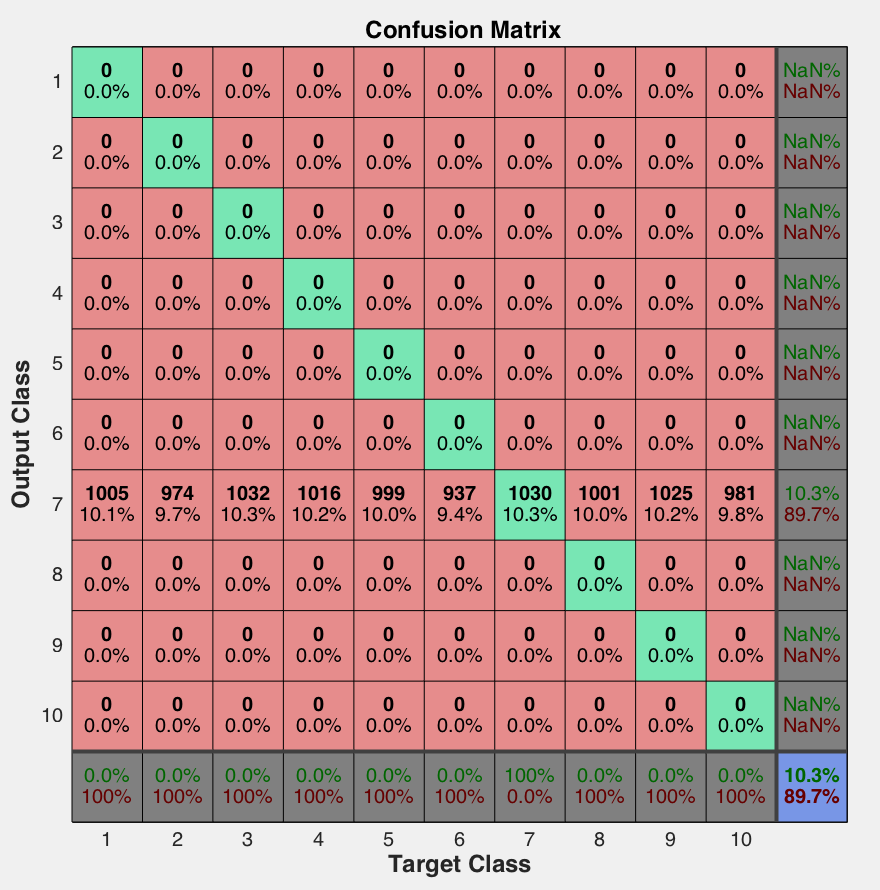 Confusion Matrix
1 0 0 0 0 0 0 0 0 0 0 NaN%
0.0% 0.0% 0.0% 0.0% 0.0% 0.0% 0.0% 0.0% 0.0% 0.0% NaN%
2 0 0 0 0 0 0 0 0 0 0 NaN%
0.0% 0.0% 0.0% 0.0% 0.0% 0.0% 0.0% 0.0% 0.0% 0.0% NaN%
3 0 0 0 0 0 0 0 0 0 0 NaN%
0.0% 0.0% 0.0% 0.0% 0.0% 0.0% 0.0% 0.0% 0.0% 0.0% NaN%
4 0 0 0 0 0 0 0 0 0 0 NaN%
0.0% 0.0% 0.0% 0.0% 0.0% 0.0% 0.0% 0.0% 0.0% 0.0% NaN%
5 0 0 0 0 0 0 0 0 0 0 NaN%
0.0% 0.0% 0.0% 0.0% 0.0% 0.0% 0.0% 0.0% 0.0% 0.0% NaN%
6 0 0 0 0 0 0 0 0 0 0 NaN%
0.0% 0.0% 0.0% 0.0% 0.0% 0.0% 0.0% 0.0% 0.0% 0.0% NaN%
7 1005 974 1032 1016 999 937 1030 1001 1025 981 10.3%
10.1% 9.7% 10.3% 10.2% 10.0% 9.4% 10.3% 10.0% 10.2% 9.8% 89.7%
8 0 0 0 0 0 0 0 0 0 0 NaN%
0.0% 0.0% 0.0% 0.0% 0.0% 0.0% 0.0% 0.0% 0.0% 0.0% NaN%
9 0 0 0 0 0 0 0 0 0 0 NaN%
0.0% 0.0% 0.0% 0.0% 0.0% 0.0% 0.0% 0.0% 0.0% 0.0% NaN%
10 0 0 0 0 0 0 0 0 0 0 NaN%
0.0% 0.0% 0.0% 0.0% 0.0% 0.0% 0.0% 0.0% 0.0% 0.0% NaN%
0.0% 0.0% 0.0% 0.0% 0.0% 0.0% 100% 0.0% 0.0% 0.0% 10.3%
100% 100% 100% 100% 100% 100% 0.0% 100% 100% 100% 89.7%
1 2 3 4 5 6 7 8 9 10
Target Class
Output Class